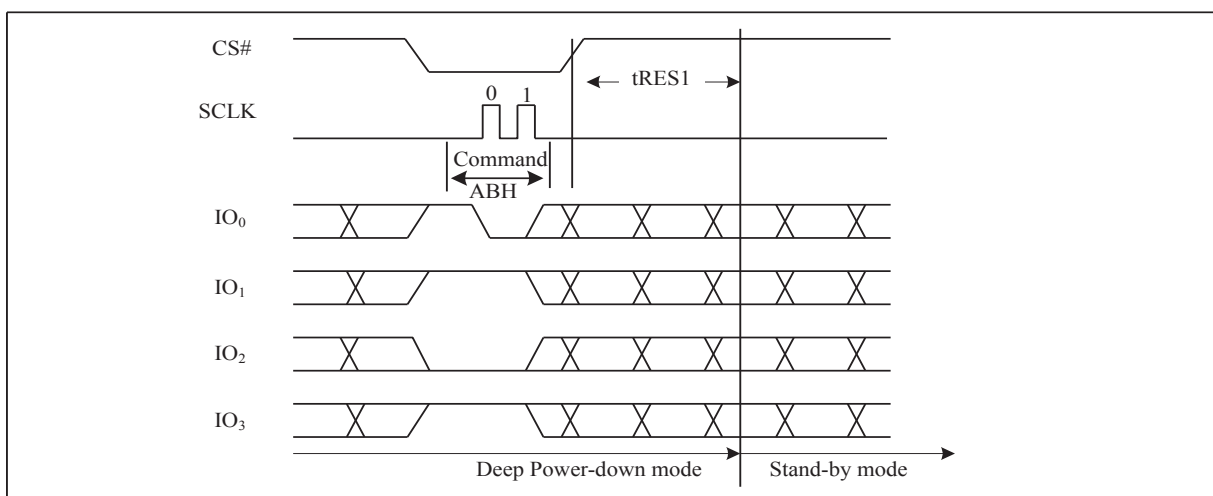 CS#
tRES1
SCLK
0 1
Command
ABH
IO₀
IO₁
IO₂
IO₃
Deep Power-down mode Stand-by mode